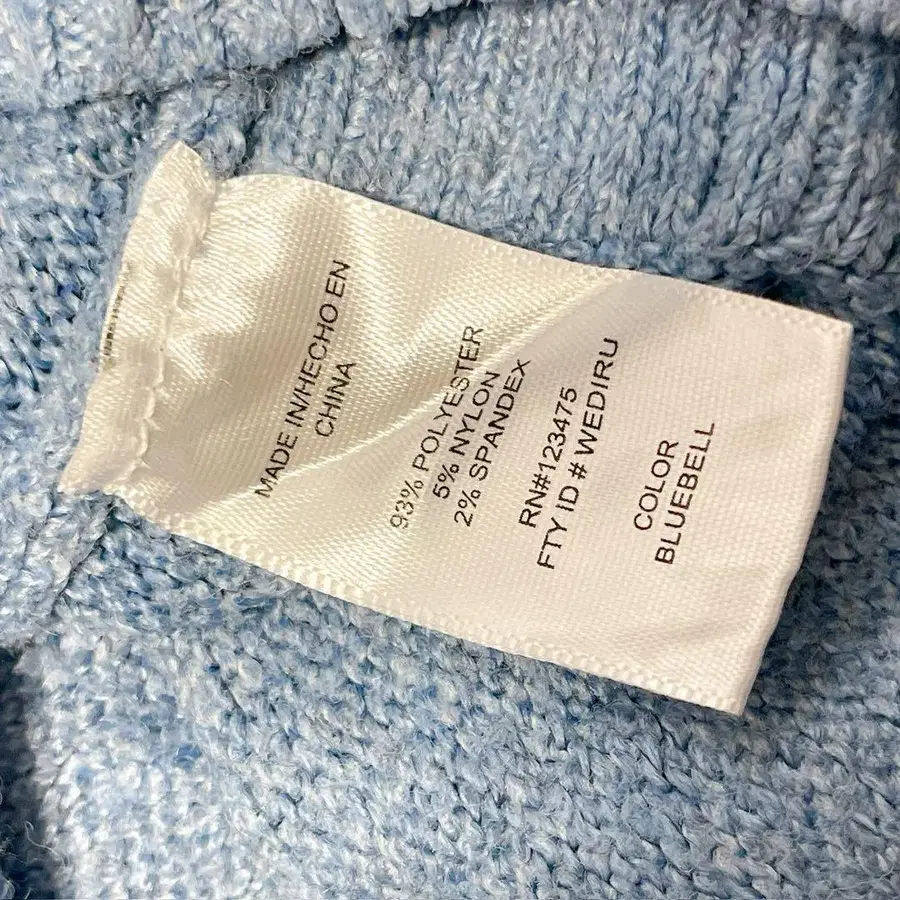 MADE IN/HECHO EN
CHINA
93% POLYESTER
5% NYLON
2% SPANDEX
RN#123475
FTY ID # WEDIRU
COLOR
BLUEBELL